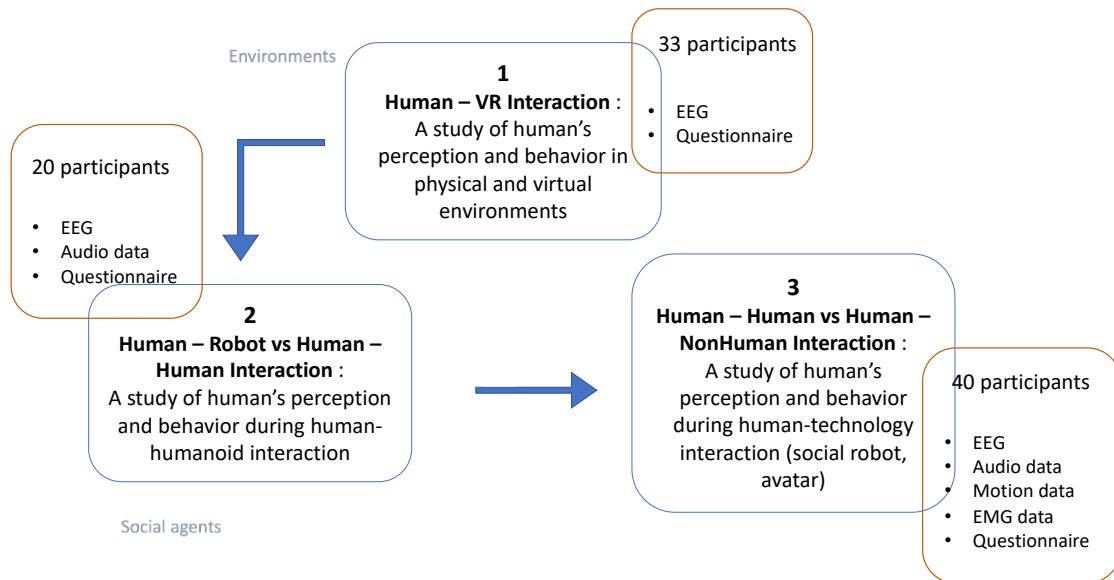 Environments
1
Human – VR Interaction :
A study of human's
perception and behavior in
physical and virtual
environments
33 participants
• EEG
• Questionnaire
20 participants
• EEG
• Audio data
• Questionnaire
2
Human – Robot vs Human –
Human Interaction :
A study of human's perception
and behavior during human-
humanoid interaction
Social agents
3
Human – Human vs Human –
NonHuman Interaction :
A study of human's
perception and behavior
during human-technology
interaction (social robot,
avatar)
40 participants
• EEG
• Audio data
• Motion data
• EMG data
• Questionnaire